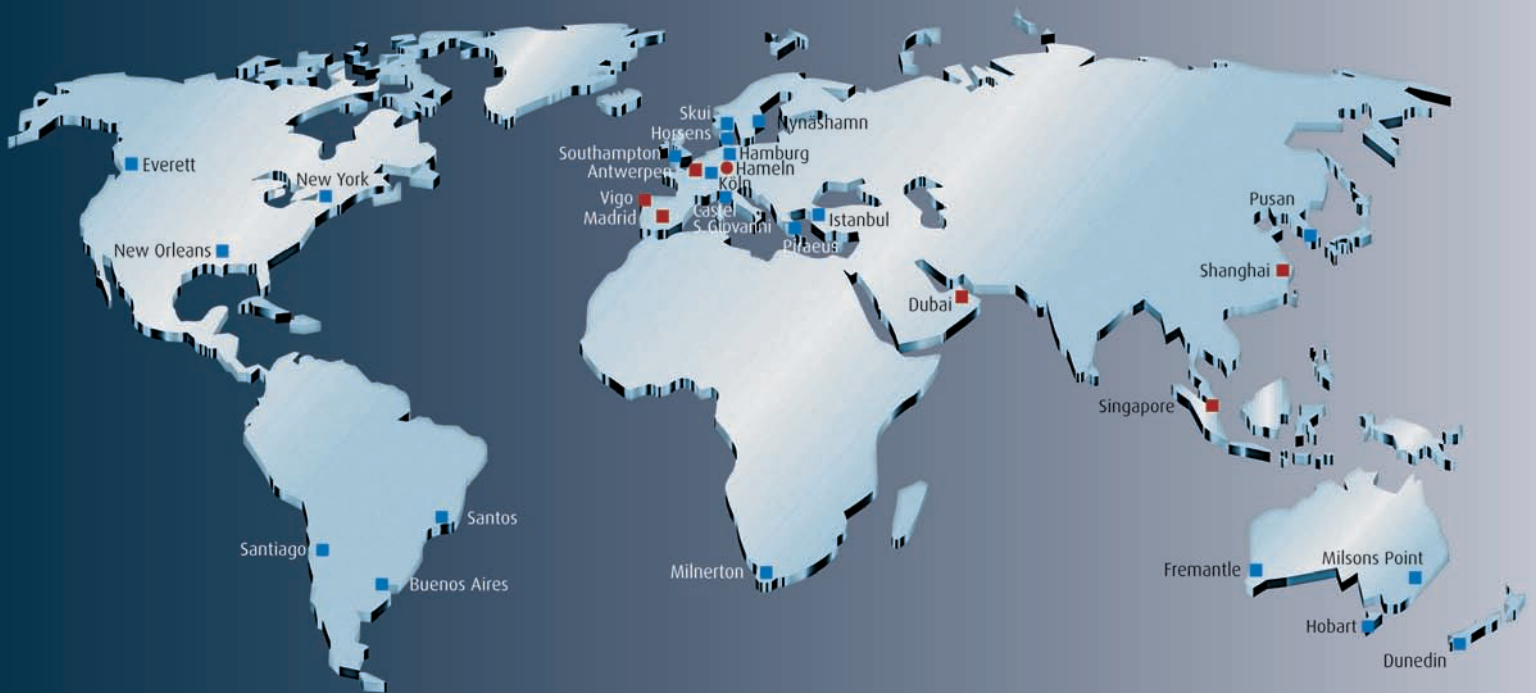 Everett
New York
New Orleans
Santos
Santiago
Buenos Aires
Skui
Horsens
Nynäshamn
Southampton
Hamburg
Antwerpen
Hameln
Köln
Vigo
Madrid
Castel
S.Giovanni
Istanbul
Piraeus
Dubai
Milnerton
Pusan
Shanghai
Singapore
Fremantle
Milsons Point
Hobart
Dunedin